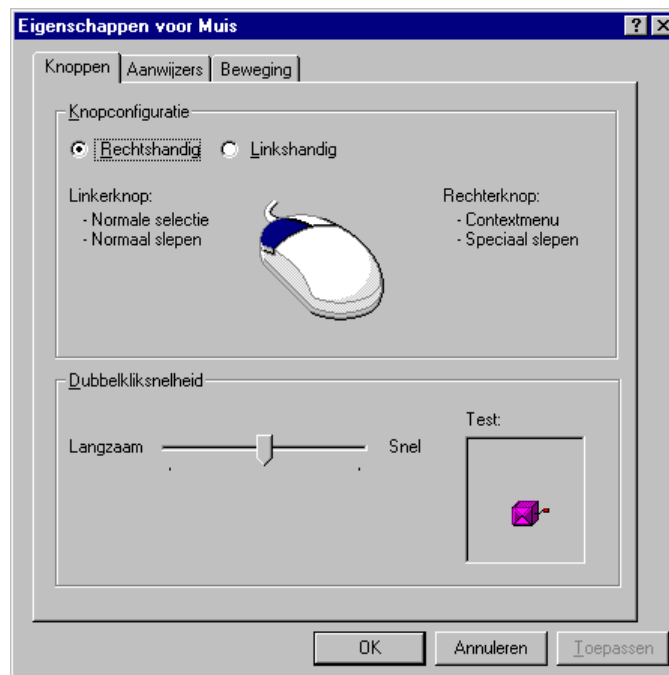 Eigenschappen voor Muis
Knoppen Aanwijzers Beweging
Knopconfiguratie
Rechtshandig Linkshandig
Linkerknop: Rechterknop:
- Normale selectie - Contextmenu
- Normaal slepen - Speciaal slepen
Dubbelkliksnelheid
Test:
Langzaam Snel
OK Annuleren Toepassen